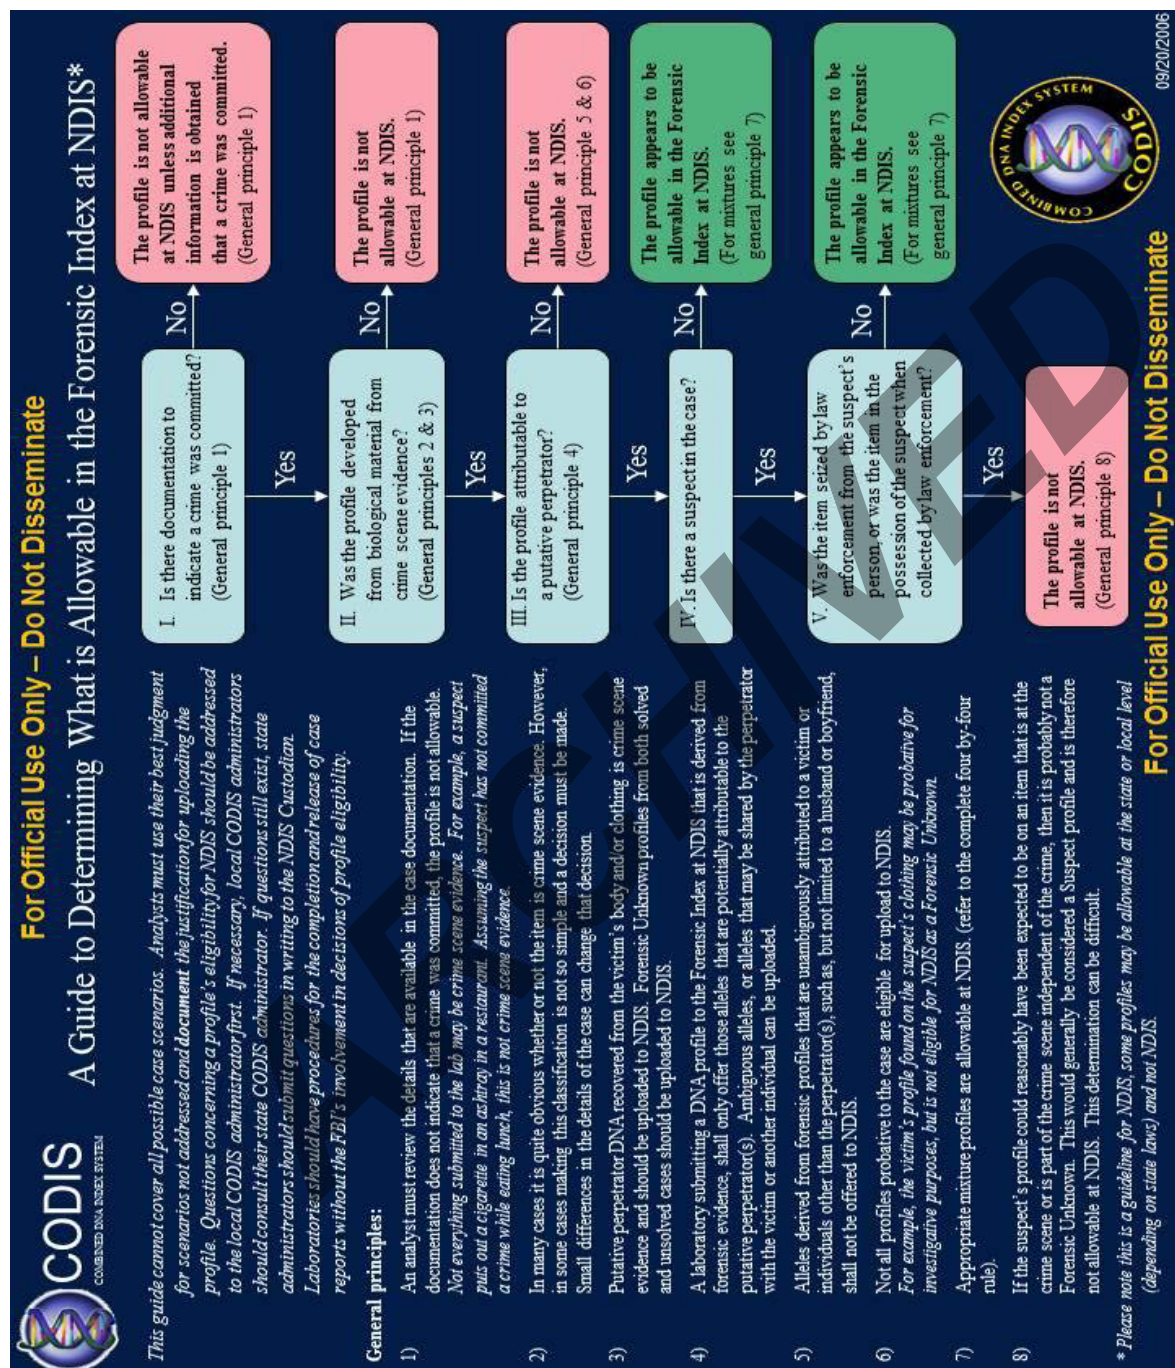 For Official Use Only – Do Not Disseminate
CODIS
COMBINED DNA INDEX SYSTEM
A Guide to Determining What is Allowable in the Forensic Index at NDIS*
This guide cannot cover all possible case scenarios. Analysts must use their best judgment
for scenarios not addressed and document the justification for uploading the
profile. Questions concerning a profile's eligibility for NDIS should be addressed
to the local CODIS administrator first. If necessary, local CODIS administrators
should consult their state CODIS administrator. If questions still exist, state
administrators should submit questions in writing to the NDIS Custodian.
Laboratories should have procedures for the completion and release of case
reports without the FBI's involvement in decisions of profile eligibility.
General principles:
1) An analyst must review the details that are available in the case documentation. If the
documentation does not indicate that a crime was committed, the profile is not allowable.
Not everything submitted to the lab may be crime scene evidence. For example, a suspect
puts out a cigarette in an ashtray in a restaurant. Assuming the suspect has not committed
a crime while eating lunch, this is not crime scene evidence.
2) In many cases it is quite obvious whether or not the item is crime scene evidence. However,
in some cases making this classification is not so simple and a decision must be made.
Small differences in the details of the case can change that decision.
3) Putative perpetrator DNA recovered from the victim's body and/or clothing is crime scene
evidence and should be uploaded to NDIS. Forensic Unknown profiles from both solved
and unsolved cases should be uploaded to NDIS.
4) A laboratory submitting a DNA profile to the Forensic Index at NDIS that is derived from
forensic evidence, shall only offer those alleles that are potentially attributable to the
putative perpetrator(s). Ambiguous alleles, or alleles that may be shared by the perpetrator
with the victim or another individual can be uploaded.
5) Alleles derived from forensic profiles that are unambiguously attributed to a victim or
individuals other than the perpetrator(s), such as, but not limited to a husband or boyfriend,
shall not be offered to NDIS.
6) Not all profiles probative to the case are eligible for upload to NDIS.
For example, the victim's profile found on the suspect's clothing may be probative for
investigative purposes, but is not eligible for NDIS as a Forensic Unknown.
7) Appropriate mixture profiles are allowable at NDIS. (refer to the complete four by-four
rule).
8) If the suspect's profile could reasonably have been expected to be on an item that is at the
crime scene or is part of the crime scene independent of the crime, then it is probably not a
Forensic Unknown. This would generally be considered a Suspect profile and is therefore
not allowable at NDIS. This determination can be difficult.
* Please note this is a guideline for NDIS, some profiles may be allowable at the state or local level
(depending on state laws) and not NDIS.
I. Is there documentation to
indicate a crime was committed?
(General principle 1)
No
The profile is not allowable
at NDIS unless additional
information is obtained
that a crime was committed.
(General principle 1)
Yes
II. Was the profile developed
from biological material from
crime scene evidence?
(General principles 2 & 3)
No
The profile is not
allowable at NDIS.
(General principle 1)
Yes
III. Is the profile attributable to
a putative perpetrator?
(General principle 4)
No
The profile is not
allowable at NDIS.
(General principle 5 & 6)
Yes
IV. Is there a suspect in the case?
No
The profile appears to be
allowable in the Forensic
Index at NDIS.
(For mixtures see
general principle 7)
Yes
V. Was the item seized by law
enforcement from the suspect's
person, or was the item in the
possession of the suspect when
collected by law enforcement?
No
The profile appears to be
allowable in the Forensic
Index at NDIS.
(For mixtures see
general principle 7)
Yes
The profile is not
allowable at NDIS.
(General principle 8)
COMBINED DNA INDEX SYSTEM
CODIS
For Official Use Only – Do Not Disseminate
09/20/2006
ARCHIVED